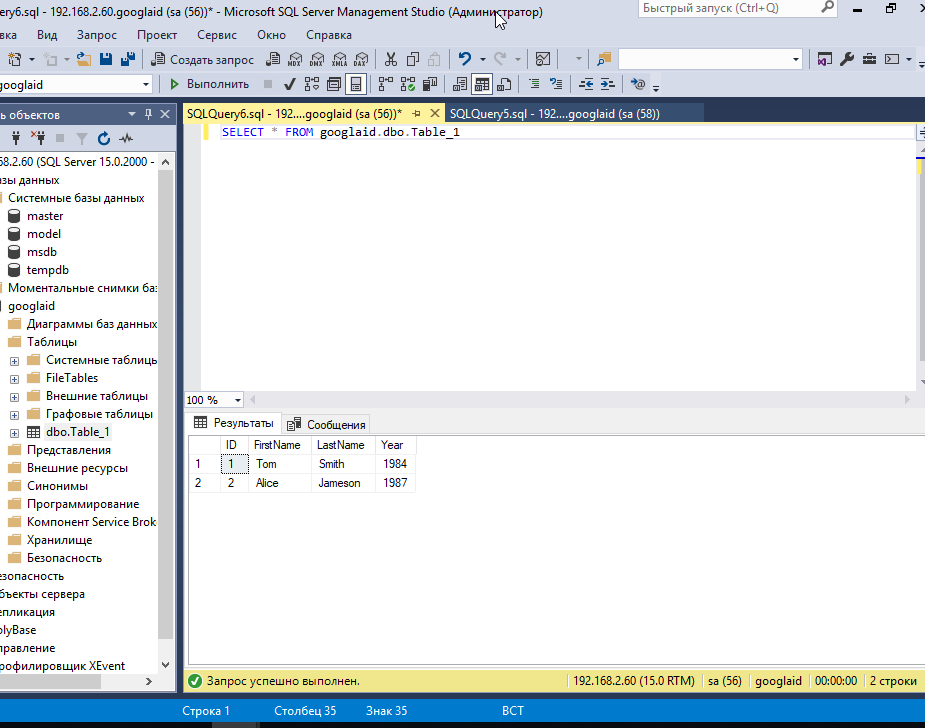 ery6.sql - 192.168.2.60.googlaid (sa (56))* - Microsoft SQL Server Management Studio (Администратор)
Быстрый запуск (Ctrl+Q)
вка Вид Запрос Проект Сервис Окно Справка
Создать запрос
MDX DMX XMLA DAX
googlaid Выполнить
ь объектов
SQLQuery6.sql - 192....googlaid (sa (56))* SQLQuery5.sql - 192....googlaid (sa (58))
SELECT * FROM googlaid.dbo.Table_1
68.2.60 (SQL Server 15.0.2000 -
азы данных
Системные базы данных
master
model
msdb
tempdb
Моментальные снимки баз
googlaid
Диаграммы баз данных
Таблицы
Системные таблицы
FileTables
Внешние таблицы
Графовые таблицы
dbo.Table_1
Представления
Внешние ресурсы
Синонимы
Программирование
Компонент Service Brok
Хранилище
Безопасность
езопасность
бъекты сервера
епликация
olyBase
правление
рофилировщик XEvent
100 %
Результаты Сообщения
ID FirstName LastName Year
1 1 Tom Smith 1984
2 2 Alice Jameson 1987
Запрос успешно выполнен. 192.168.2.60 (15.0 RTM) sa (56) googlaid 00:00:00 2 строки
Строка 1 Столбец 35 Знак 35 ВСТ